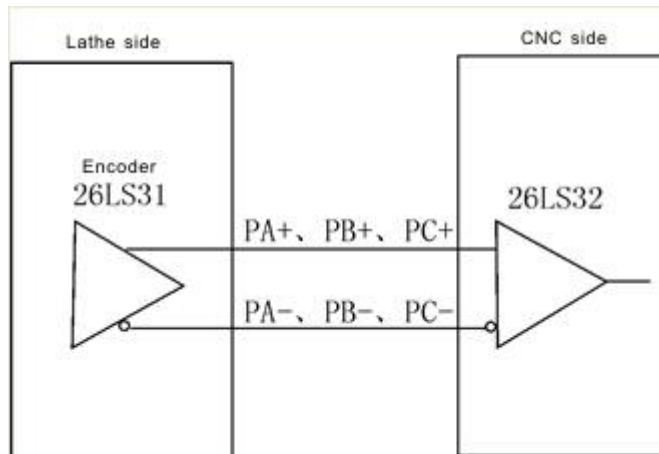 Lathe side
CNC side
Encoder
26LS31
26LS32
PA+、PB+、PC+
PA-、PB-、PC-